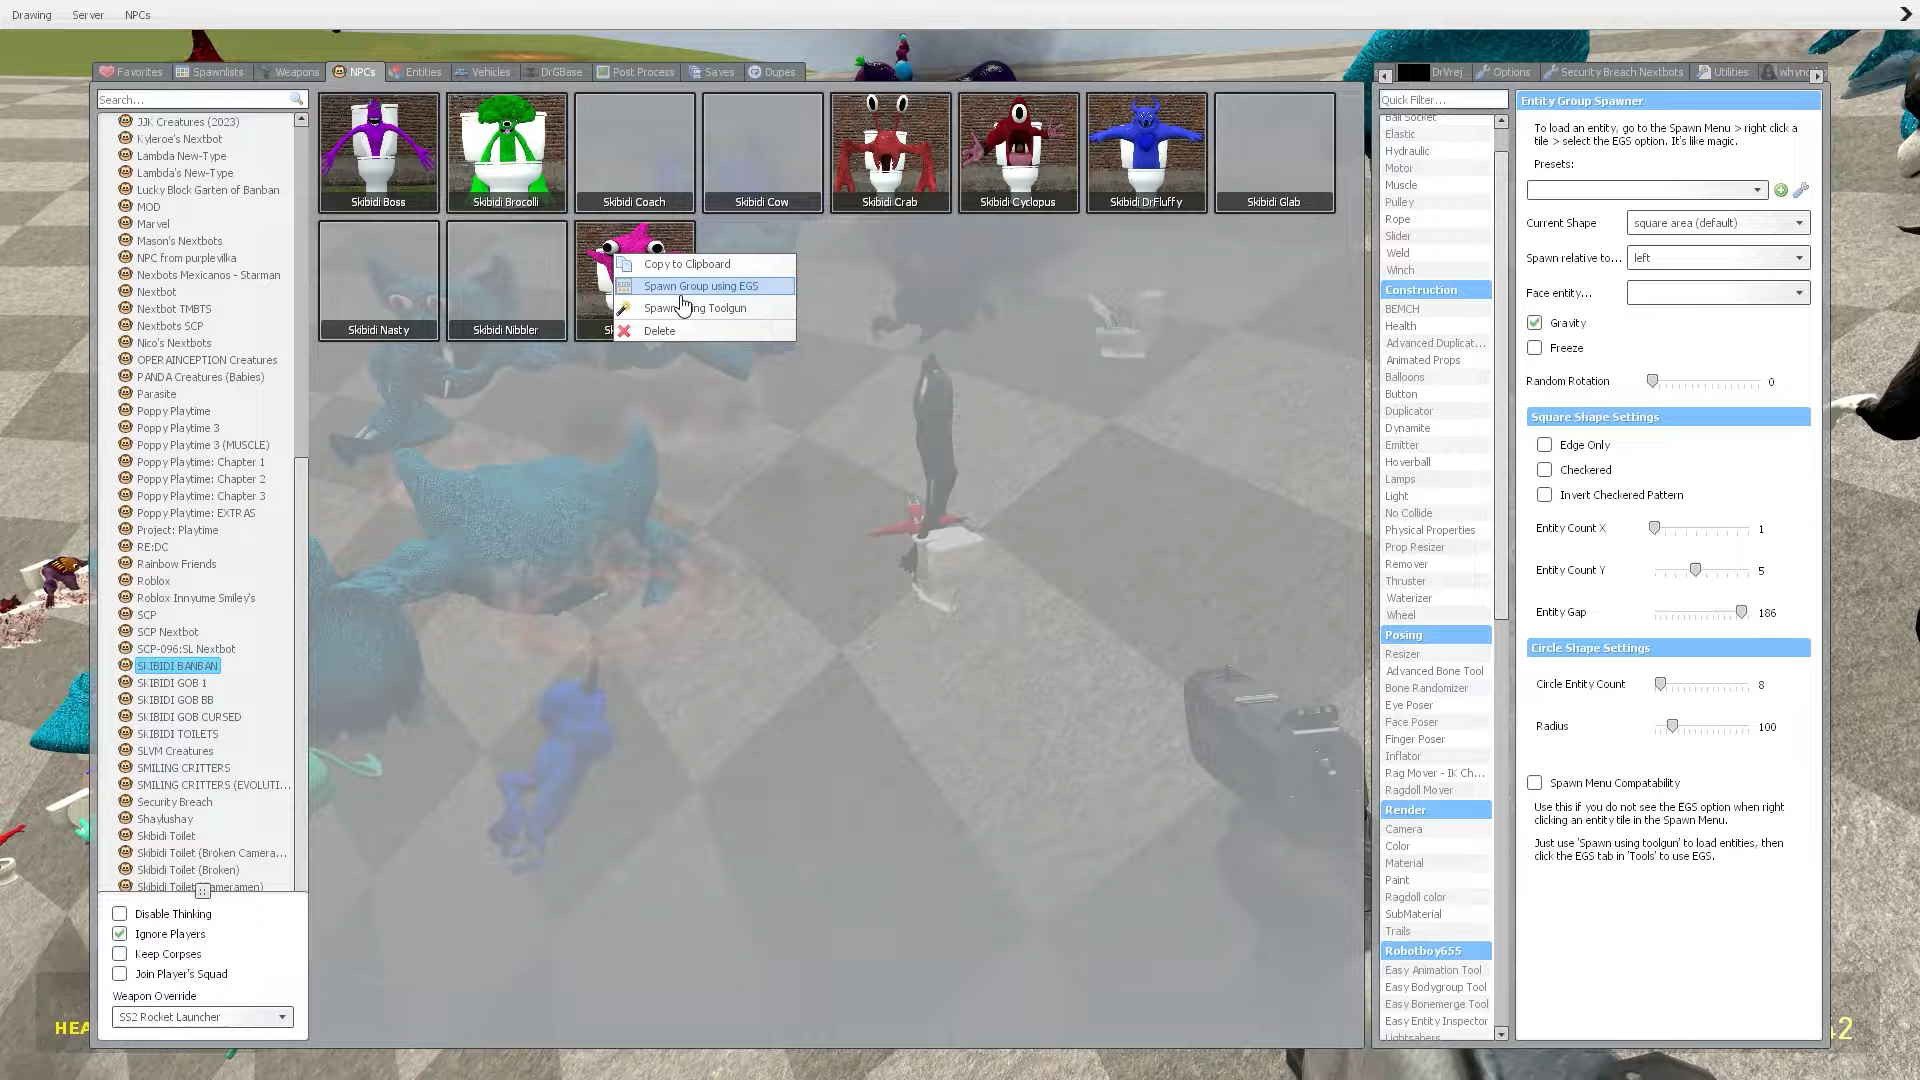 Drawing Server NPCs
Favorites Spawnlists Weapons NPCs Entities Vehicles DrGBase Post Process Saves Dupes
Search...
JJK Creatures (2023)
Kyleroe's Nextbot
Lambda New-Type
Lambda's New-Type
Lucky Block Garten of Banban
MOD
Marvel
Mason's Nextbots
NPC from purplevilka
Nexbots Mexicanos - Starman
Nextbot
Nextbot TMBTS
Nextbots SCP
Nico's Nextbots
OPERAINCEPTION Creatures
PANDA Creatures (Babies)
Parasite
Poppy Playtime
Poppy Playtime 3
Poppy Playtime 3 (MUSCLE)
Poppy Playtime: Chapter 1
Poppy Playtime: Chapter 2
Poppy Playtime: Chapter 3
Poppy Playtime: EXTRAS
Project: Playtime
RE:DC
Rainbow Friends
Roblox
Roblox Innyume Smiley's
SCP
SCP Nextbot
SCP-096:SL Nextbot
SKIBIDI BANBAN
SKIBIDI GOB 1
SKIBIDI GOB BB
SKIBIDI GOB CURSED
SKIBIDI TOILETS
SLVM Creatures
SMILING CRITTERS
SMILING CRITTERS (EVOLUTI...
Security Breach
Shaylushay
Skibidi Toilet
Skibidi Toilet (Broken Camera...
Skibidi Toilet (Broken)
Skibidi Toilet
Disable Thinking
Ignore Players
Keep Corpses
Join Player's Squad
Weapon Override
SS2 Rocket Launcher
HEA
Skibidi Boss
Skibidi Brocolli
Skibidi Coach
Skibidi Cow
Skibidi Crab
Skibidi Cyclopus
Skibidi DrFluffy
Skibidi Glab
Skibidi Nasty
Skibidi Nibbler
Copy to Clipboard
Spawn Group using EGS
Spawn Toolgun
Delete
DrVrej Options Security Breach Nextbots Utilities
Quick Filter...
Ball Socket
Elastic
Hydraulic
Motor
Muscle
Pulley
Rope
Slider
Weld
Winch
Construction
BEMCH
Health
Advanced Duplicat...
Animated Props
Balloons
Button
Duplicator
Dynamite
Emitter
Hoverball
Lamps
Light
No Collide
Physical Properties
Prop Resizer
Remover
Thruster
Waterizer
Wheel
Posing
Resizer
Advanced Bone Tool
Bone Randomizer
Eye Poser
Face Poser
Finger Poser
Inflator
Rag Mover - IK Ch...
Ragdoll Mover
Render
Camera
Color
Material
Paint
Ragdoll color
SubMaterial
Trails
Robotboy655
Easy Animation Tool
Easy Bodygroup Tool
Easy Bonemerge Tool
Easy Entity Inspector
Lightsabers
Entity Group Spawner
To load an entity, go to the Spawn Menu > right click a
tile > select the EGS option. It's like magic.
Presets:
Current Shape square area (default)
Spawn relative to... left
Face entity...
Gravity
Freeze
Random Rotation 0
Square Shape Settings
Edge Only
Checkered
Invert Checkered Pattern
Entity Count X 1
Entity Count Y 5
Entity Gap 186
Circle Shape Settings
Circle Entity Count 8
Radius 100
Spawn Menu Compatability
Use this if you do not see the EGS option when right
clicking an entity tile in the Spawn Menu.
Just use 'Spawn using toolgun' to load entities, then
click the EGS tab in 'Tools' to use EGS.